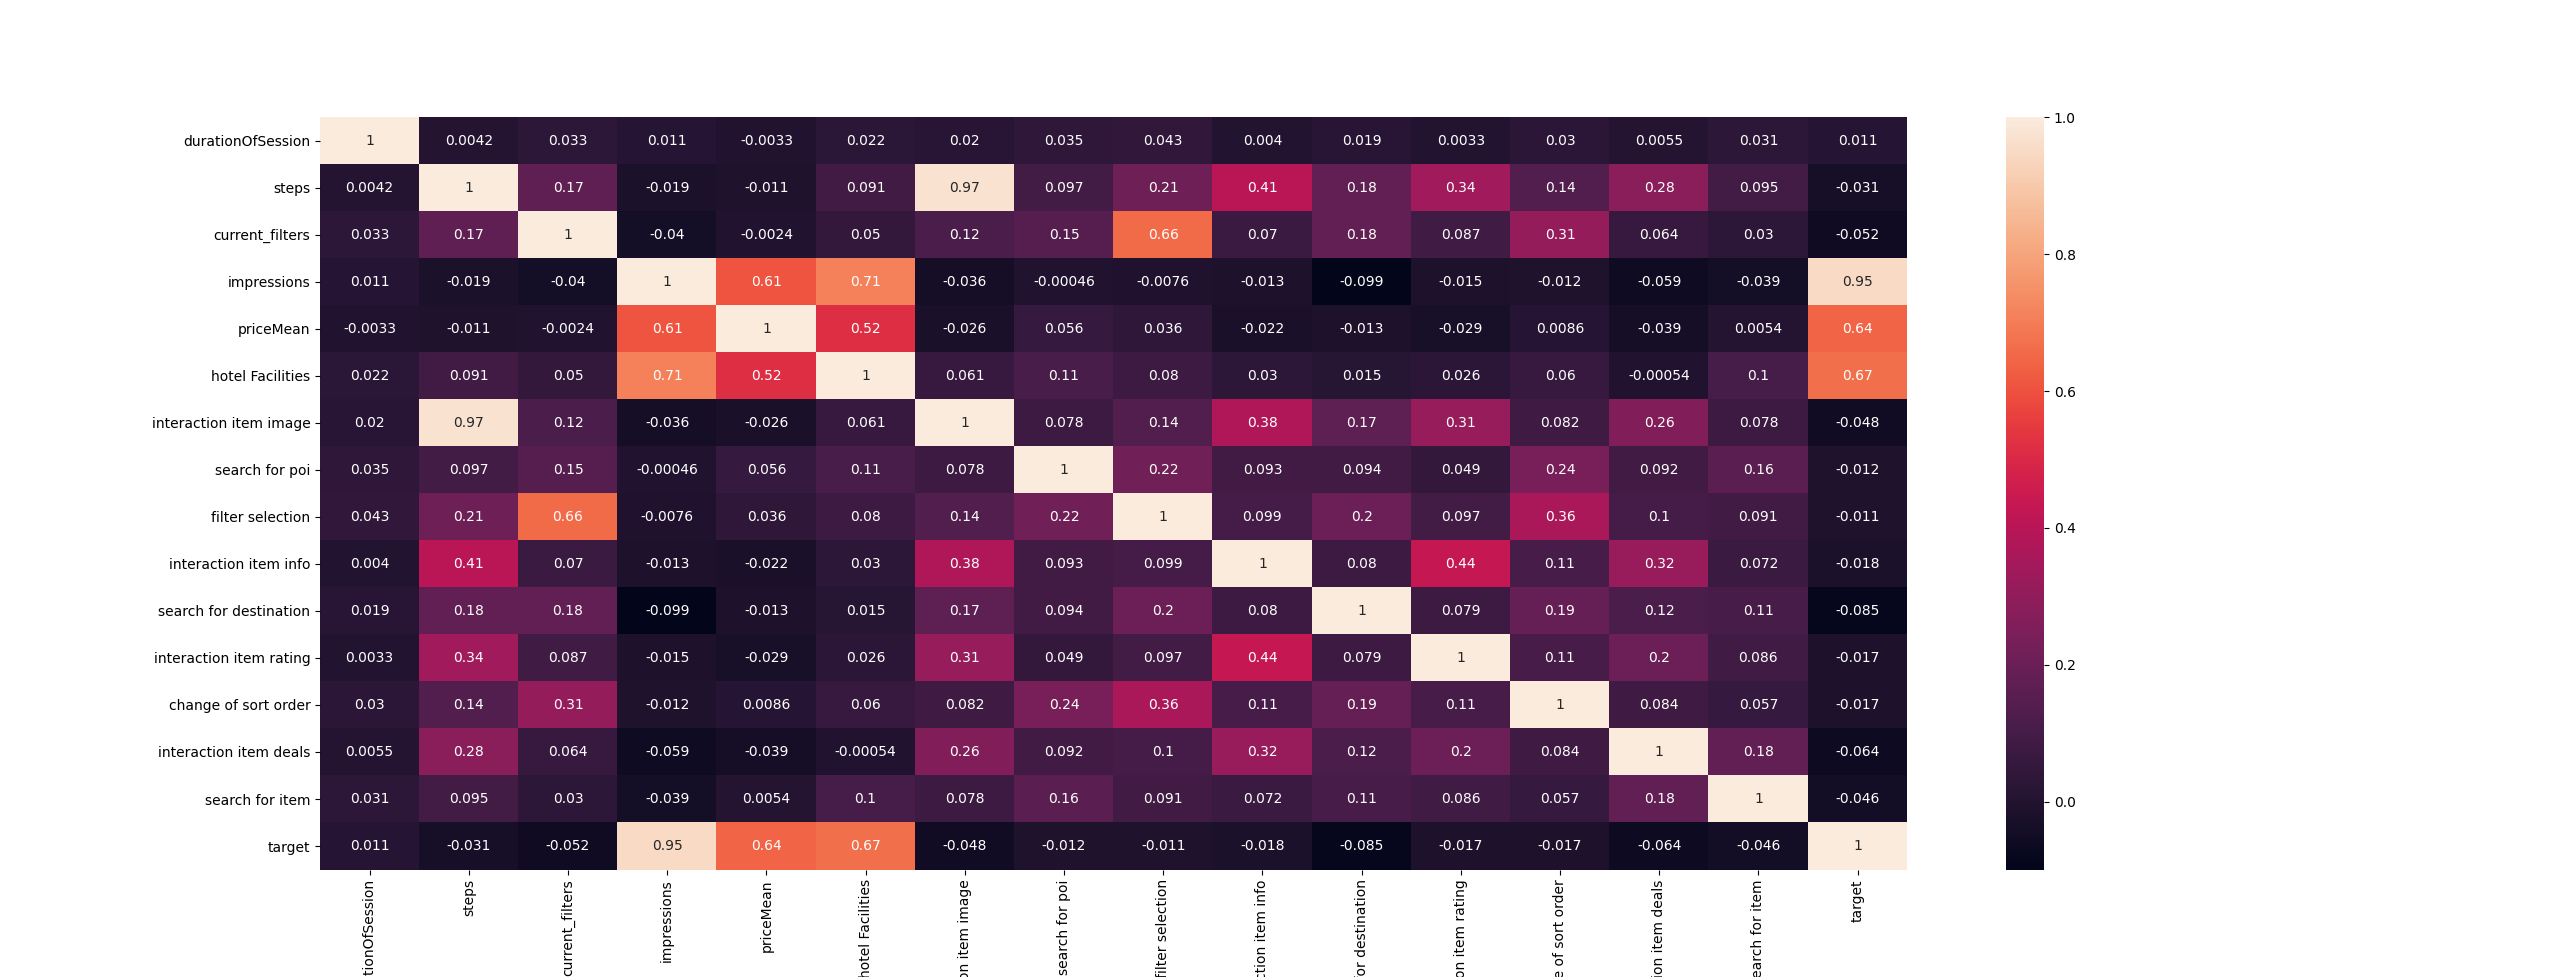 durationOfSession 1 0.0042 0.033 0.011 -0.0033 0.022 0.02 0.035 0.043 0.004 0.019 0.0033 0.03 0.0055 0.031 0.011
steps 0.0042 1 0.17 -0.019 -0.011 0.091 0.97 0.097 0.21 0.41 0.18 0.34 0.14 0.28 0.095 -0.031
current_filters 0.033 0.17 1 -0.04 -0.0024 0.05 0.12 0.15 0.66 0.07 0.18 0.087 0.31 0.064 0.03 -0.052
impressions 0.011 -0.019 -0.04 1 0.61 0.71 -0.036 -0.00046 -0.0076 -0.013 -0.099 -0.015 -0.012 -0.059 -0.039 0.95
priceMean -0.0033 -0.011 -0.0024 0.61 1 0.52 -0.026 0.056 0.036 -0.022 -0.013 -0.029 0.0086 -0.039 0.0054 0.64
hotel Facilities 0.022 0.091 0.05 0.71 0.52 1 0.061 0.11 0.08 0.03 0.015 0.026 0.06 -0.00054 0.1 0.67
interaction item image 0.02 0.97 0.12 -0.036 -0.026 0.061 1 0.078 0.14 0.38 0.17 0.31 0.082 0.26 0.078 -0.048
search for poi 0.035 0.097 0.15 -0.00046 0.056 0.11 0.078 1 0.22 0.093 0.094 0.049 0.24 0.092 0.16 -0.012
filter selection 0.043 0.21 0.66 -0.0076 0.036 0.08 0.14 0.22 1 0.099 0.2 0.097 0.36 0.1 0.091 -0.011
interaction item info 0.004 0.41 0.07 -0.013 -0.022 0.03 0.38 0.093 0.099 1 0.08 0.44 0.11 0.32 0.072 -0.018
search for destination 0.019 0.18 0.18 -0.099 -0.013 0.015 0.17 0.094 0.2 0.08 1 0.079 0.19 0.12 0.11 -0.085
interaction item rating 0.0033 0.34 0.087 -0.015 -0.029 0.026 0.31 0.049 0.097 0.44 0.079 1 0.11 0.2 0.086 -0.017
change of sort order 0.03 0.14 0.31 -0.012 0.0086 0.06 0.082 0.24 0.36 0.11 0.19 0.11 1 0.084 0.057 -0.017
interaction item deals 0.0055 0.28 0.064 -0.059 -0.039 -0.00054 0.26 0.092 0.1 0.32 0.12 0.2 0.084 1 0.18 -0.064
search for item 0.031 0.095 0.03 -0.039 0.0054 0.1 0.078 0.16 0.091 0.072 0.11 0.086 0.057 0.18 1 -0.046
target 0.011 -0.031 -0.052 0.95 0.64 0.67 -0.048 -0.012 -0.011 -0.018 -0.085 -0.017 -0.017 -0.064 -0.046 1
tionOfSession
steps
current_filters
impressions
priceMean
hotel Facilities
on item image
search for poi
filter selection
ction item info
or destination
on item rating
e of sort order
ion item deals
earch for item
target
1.0
0.8
0.6
0.4
0.2
0.0